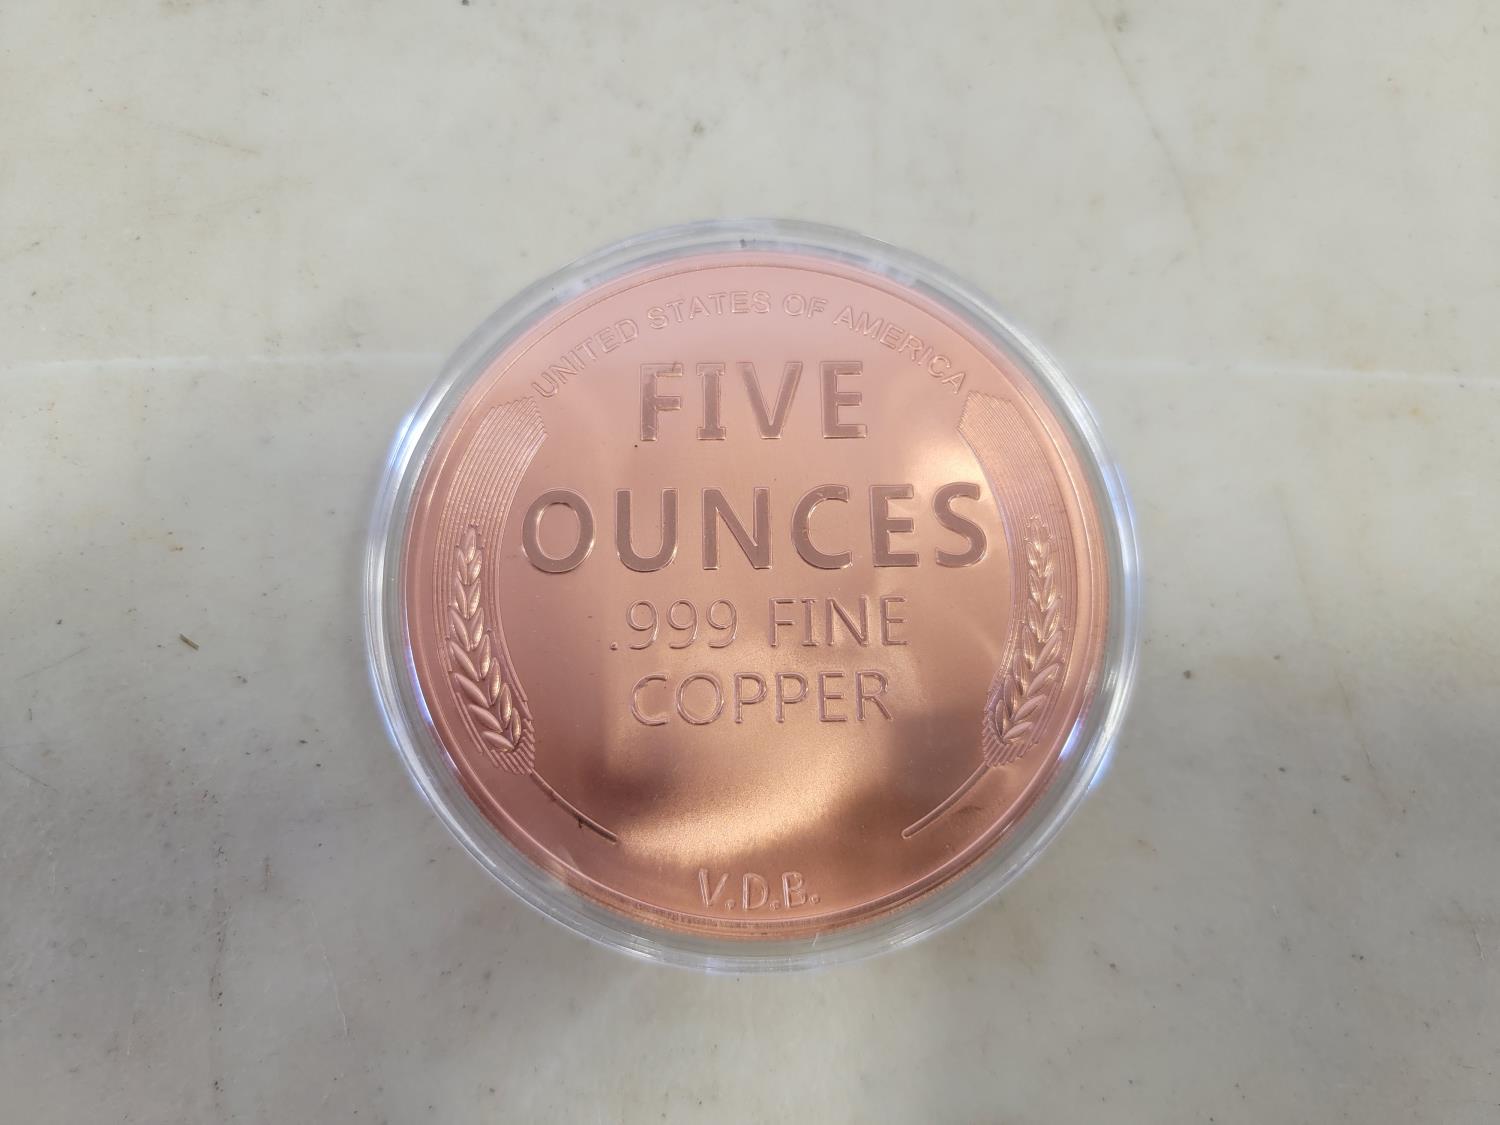 UNITED STATES OF AMERICA
FIVE
OUNCES
.999 FINE
COPPER
V.D.B.